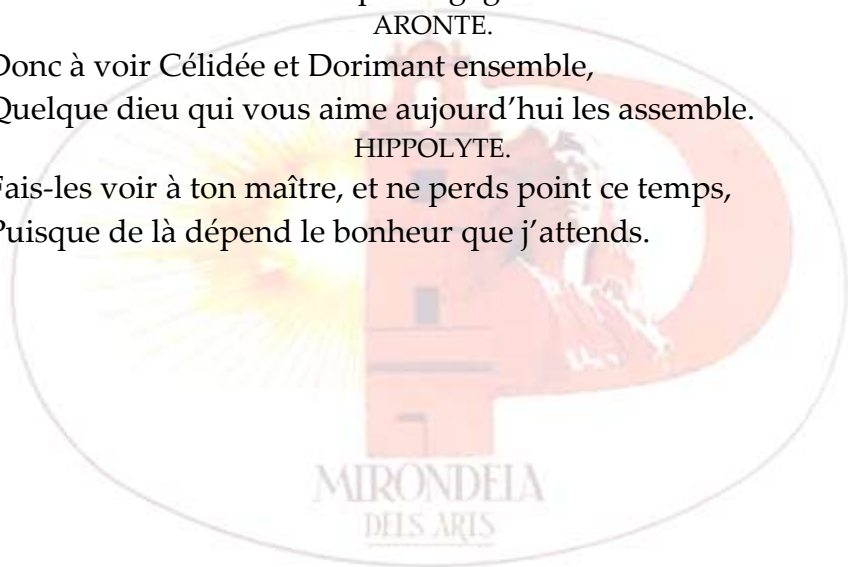 ARONTE.
Donc à voir Célidée et Dorimant ensemble,
Quelque dieu qui vous aime aujourd’hui les assemble.
HIPPOLYTE.
Fais-les voir à ton maître, et ne perds point ce temps,
Puisque de là dépend le bonheur que j’attends.
MIRONDELA
DELS ARTS